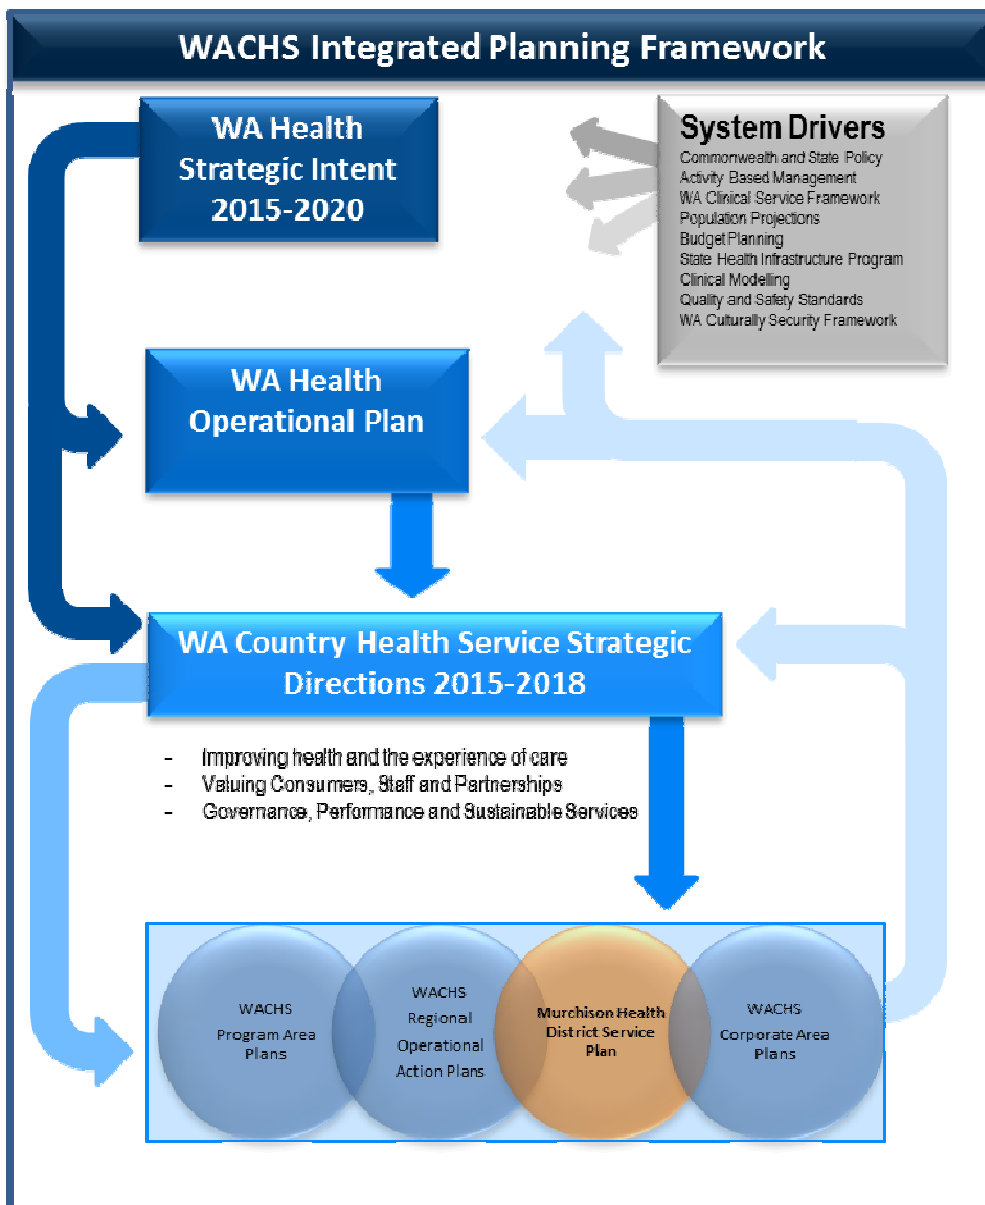 WACHS Integrated Planning Framework
WA Health
Strategic Intent
2015-2020
System Drivers
Commonwealth and State Policy
Activity Based Management
WA Clinical Service Framework
Population Projections
Budget Planning
State Health Infrastructure Program
Clinical Modelling
Quality and Safety Standards
WA Culturally Security Framework
WA Health
Operational Plan
WA Country Health Service Strategic
Directions 2015-2018
- Improving health and the experience of care
- Valuing Consumers, Staff and Partnerships
- Governance, Performance and Sustainable Services
WACHS
Program Area
Plans
WACHS
Regional
Operational
Action Plans
Murchison Health
District Service
Plan
WACHS
Corporate Area
Plans